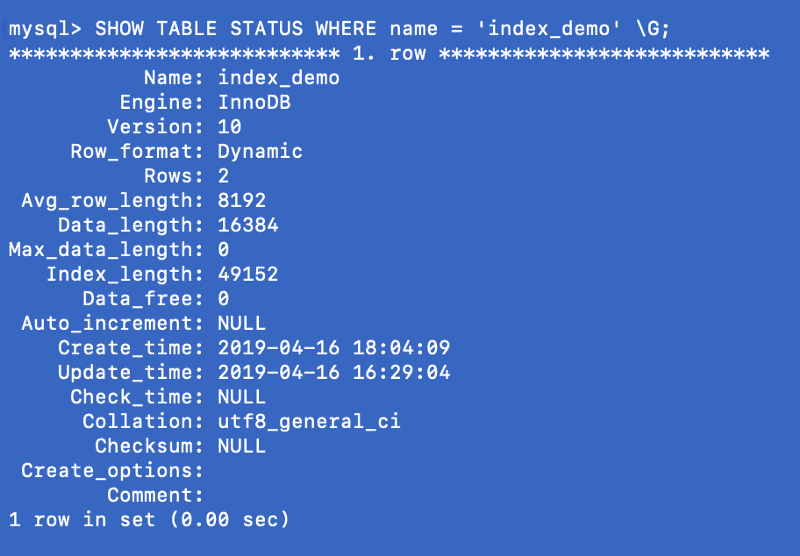 mysql> SHOW TABLE STATUS WHERE name = 'index_demo' \G;
*************************** 1. row ***************************
Name: index_demo
Engine: InnoDB
Version: 10
Row_format: Dynamic
Rows: 2
Avg_row_length: 8192
Data_length: 16384
Max_data_length: 0
Index_length: 49152
Data_free: 0
Auto_increment: NULL
Create_time: 2019-04-16 18:04:09
Update_time: 2019-04-16 16:29:04
Check_time: NULL
Collation: utf8_general_ci
Checksum: NULL
Create_options:
Comment:
1 row in set (0.00 sec)